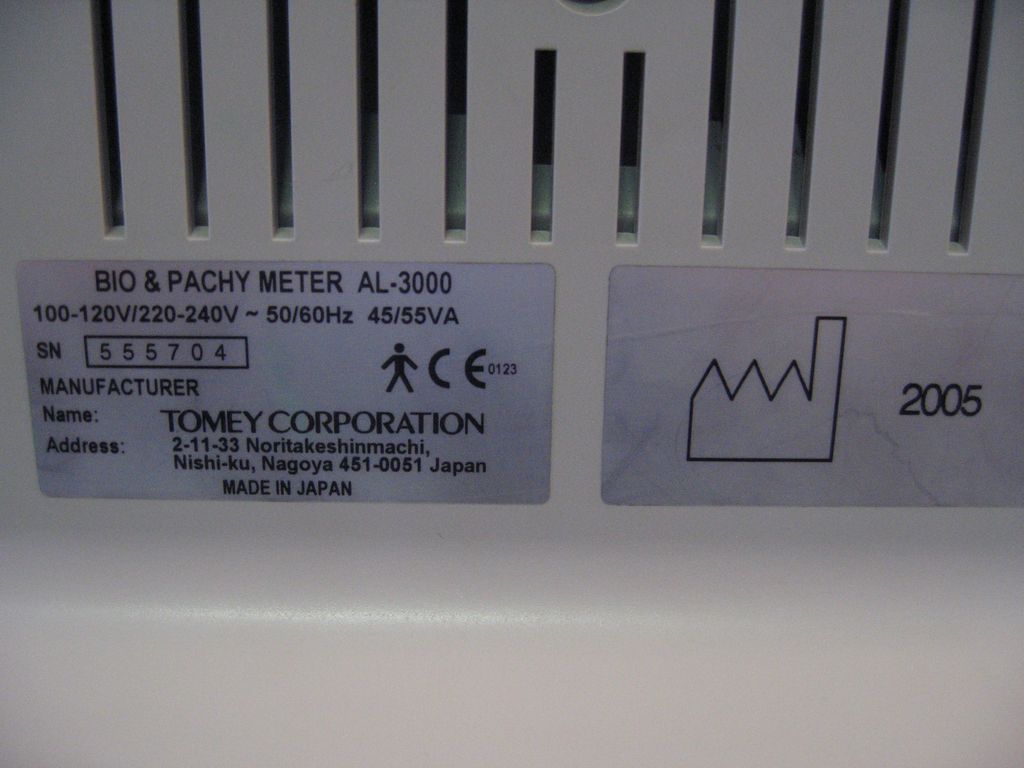 BIO & PACHY METER AL-3000
100-120V/220-240V ~ 50/60Hz 45/55VA
SN 555704
CE 0123
MANUFACTURER
Name: TOMEY CORPORATION
Address: 2-11-33 Noritakeshinmachi,
Nishi-ku, Nagoya 451-0051 Japan
MADE IN JAPAN
2005